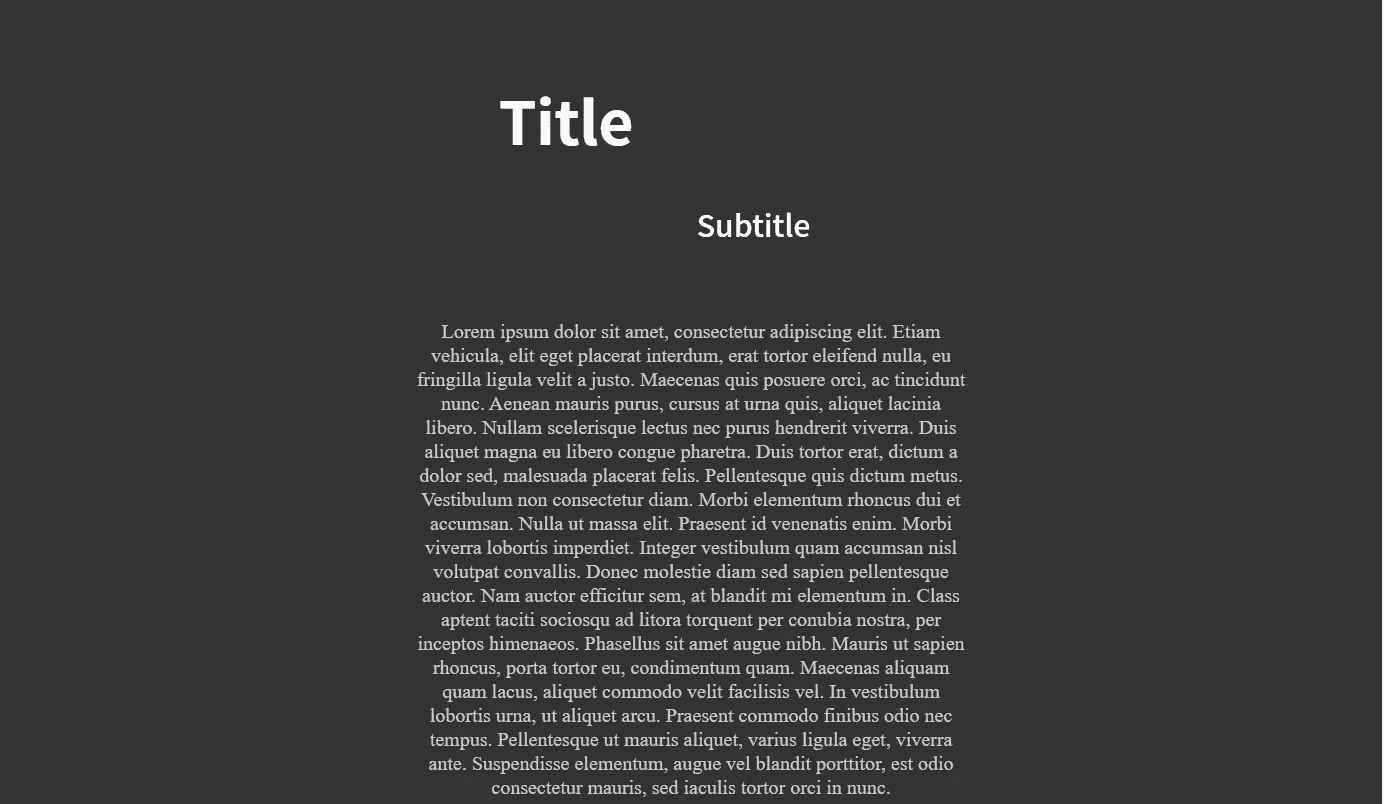 Title
Subtitle
Lorem ipsum dolor sit amet, consectetur adipiscing elit. Etiam
vehicula, elit eget placerat interdum, erat tortor eleifend nulla, eu
fringilla ligula velit a justo. Maecenas quis posuere orci, ac tincidunt
nunc. Aenean mauris purus, cursus at urna quis, aliquet lacinia
libero. Nullam scelerisque lectus nec purus hendrerit viverra. Duis
aliquet magna eu libero congue pharetra. Duis tortor erat, dictum a
dolor sed, malesuada placerat felis. Pellentesque quis dictum metus.
Vestibulum non consectetur diam. Morbi elementum rhoncus dui et
accumsan. Nulla ut massa elit. Praesent id venenatis enim. Morbi
viverra lobortis imperdiet. Integer vestibulum quam accumsan nisl
volutpat convallis. Donec molestie diam sed sapien pellentesque
auctor. Nam auctor efficitur sem, at blandit mi elementum in. Class
aptent taciti sociosqu ad litora torquent per conubia nostra, per
inceptos himenaeos. Phasellus sit amet augue nibh. Mauris ut sapien
rhoncus, porta tortor eu, condimentum quam. Maecenas aliquam
quam lacus, aliquet commodo velit facilisis vel. In vestibulum
lobortis urna, ut aliquet arcu. Praesent commodo finibus odio nec
tempus. Pellentesque ut mauris aliquet, varius ligula eget, viverra
ante. Suspendisse elementum, augue vel blandit porttitor, est odio
consectetur mauris, sed iaculis tortor orci in nunc.